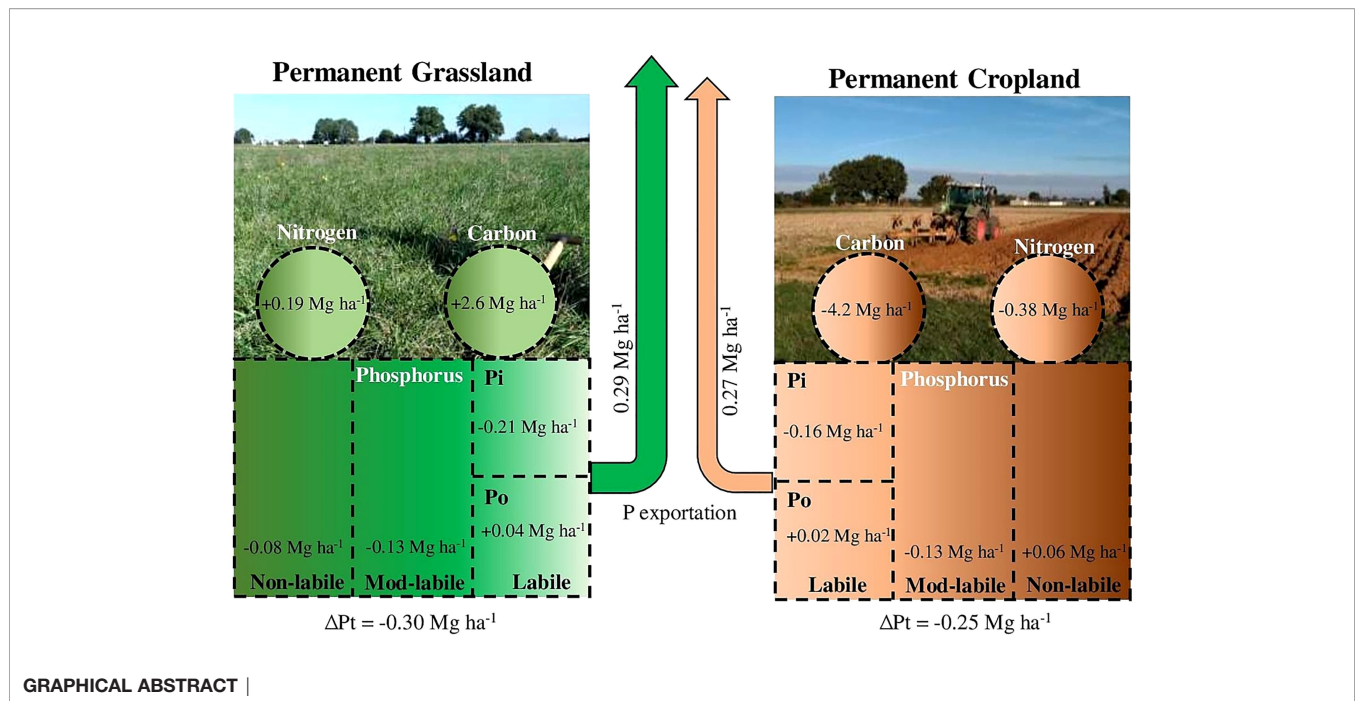 Permanent Grassland
Nitrogen
Carbon
+0.19 Mg ha⁻¹
+2.6 Mg ha⁻¹
Phosphorus
Pi
-0.21 Mg ha⁻¹
Po
+0.04 Mg ha⁻¹
-0.08 Mg ha⁻¹
-0.13 Mg ha⁻¹
Non-labile
Mod-labile
Labile
ΔPt = -0.30 Mg ha⁻¹
0.29 Mg ha⁻¹
0.27 Mg ha⁻¹
P exportation
Permanent Cropland
Carbon
Nitrogen
-4.2 Mg ha⁻¹
-0.38 Mg ha⁻¹
Pi
Phosphorus
-0.16 Mg ha⁻¹
Po
+0.02 Mg ha⁻¹
-0.13 Mg ha⁻¹
+0.06 Mg ha⁻¹
Labile
Mod-labile
Non-labile
ΔPt = -0.25 Mg ha⁻¹
GRAPHICAL ABSTRACT |